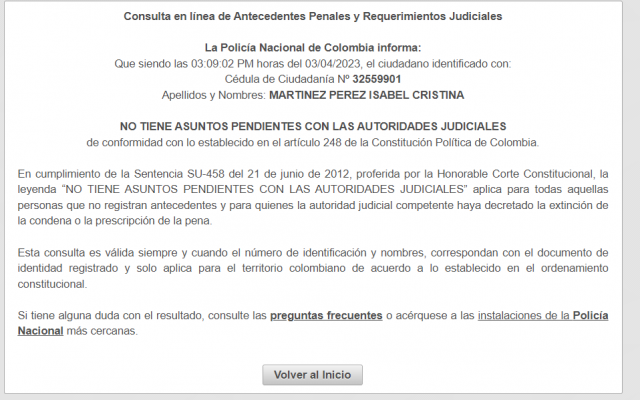 Consulta en línea de Antecedentes Penales y Requerimientos Judiciales
La Policía Nacional de Colombia informa:
Que siendo las 03:09:02 PM horas del 03/04/2023, el ciudadano identificado con:
Cédula de Ciudadanía Nº 32559901
Apellidos y Nombres: MARTINEZ PEREZ ISABEL CRISTINA
NO TIENE ASUNTOS PENDIENTES CON LAS AUTORIDADES JUDICIALES
de conformidad con lo establecido en el artículo 248 de la Constitución Política de Colombia.
En cumplimiento de la Sentencia SU-458 del 21 de junio de 2012, proferida por la Honorable Corte Constitucional, la
leyenda "NO TIENE ASUNTOS PENDIENTES CON LAS AUTORIDADES JUDICIALES" aplica para todas aquellas
personas que no registran antecedentes y para quienes la autoridad judicial competente haya decretado la extinción de
la condena o la prescripción de la pena.
Esta consulta es válida siempre y cuando el número de identificación y nombres, correspondan con el documento de
identidad registrado y solo aplica para el territorio colombiano de acuerdo a lo establecido en el ordenamiento
constitucional.
Si tiene alguna duda con el resultado, consulte las preguntas frecuentes o acérquese a las instalaciones de la Policía
Nacional más cercanas.
Volver al Inicio